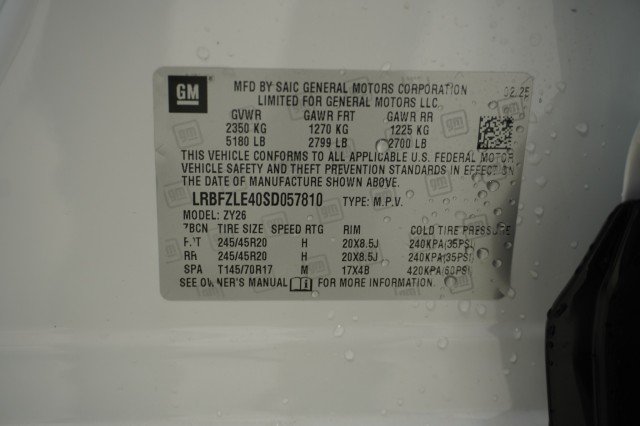 GM MFD BY SAIC GENERAL MOTORS CORPORATION 02/25
LIMITED FOR GENERAL MOTORS LLC
GVWR GAWR FRT GAWR RR
2350 KG 1270 KG 1225 KG
5180 LB 2799 LB 2700 LB
THIS VEHICLE CONFORMS TO ALL APPLICABLE U.S. FEDERAL MOTOR
VEHICLE SAFETY AND THEFT PREVENTION STANDARDS IN EFFECT ON
THE DATE OF MANUFACTURE SHOWN ABOVE.
LRBFZLE40SD057810 TYPE: M.P.V.
MODEL: ZY26
7BCN TIRE SIZE SPEED RTG RIM COLD TIRE PRESSURE
FRT 245/45R20 H 20X8.5J 240KPA(35PSI)
RR 245/45R20 H 20X8.5J 240KPA(35PSI)
SPA T145/70R17 M 17X4B 420KPA(60PSI)
SEE OWNER'S MANUAL FOR MORE INFORMATION.